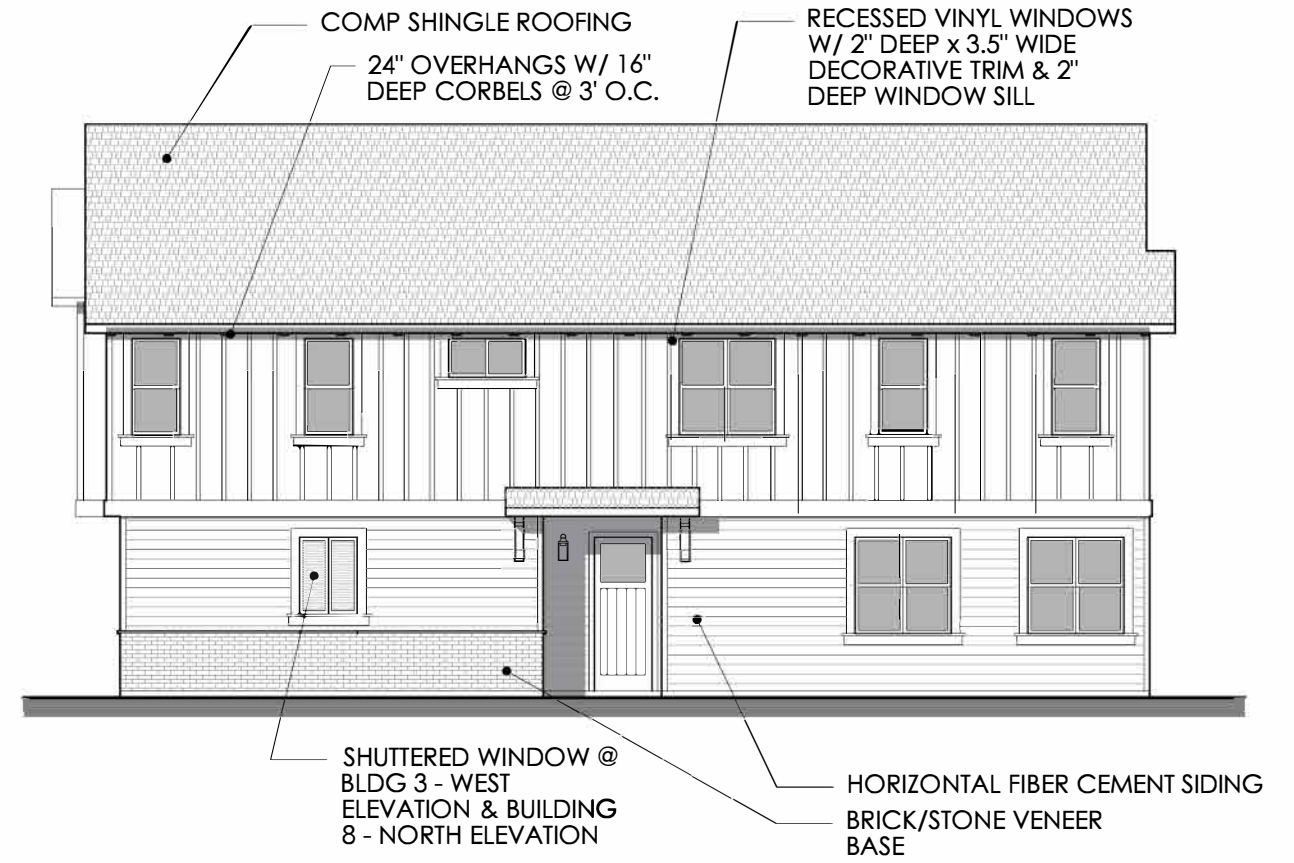 COMP SHINGLE ROOFING
24" OVERHANGS W/ 16"
DEEP CORBELS @ 3' O.C.
RECESSED VINYL WINDOWS
W/ 2" DEEP x 3.5" WIDE
DECORATIVE TRIM & 2"
DEEP WINDOW SILL
SHUTTERED WINDOW @
BLDG 3 - WEST
ELEVATION & BUILDING
8 - NORTH ELEVATION
HORIZONTAL FIBER CEMENT SIDING
BRICK/STONE VENEER
BASE